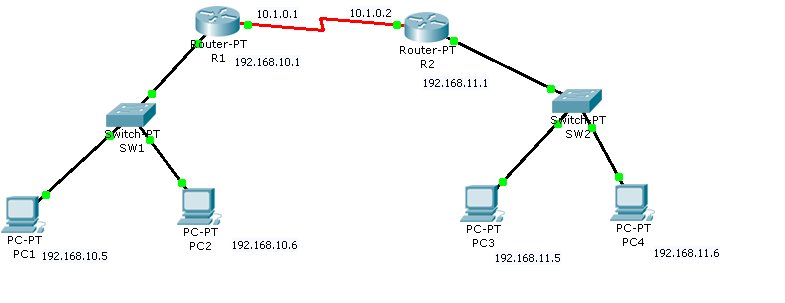 10.1.0.1
10.1.0.2
Router-PT
R1
192.168.10.1
Router-PT
R2
192.168.11.1
Switch-PT
SW1
Switch-PT
SW2
PC-PT
PC1
192.168.10.5
PC-PT
PC2
192.168.10.6
PC-PT
PC3
192.168.11.5
PC-PT
PC4
192.168.11.6